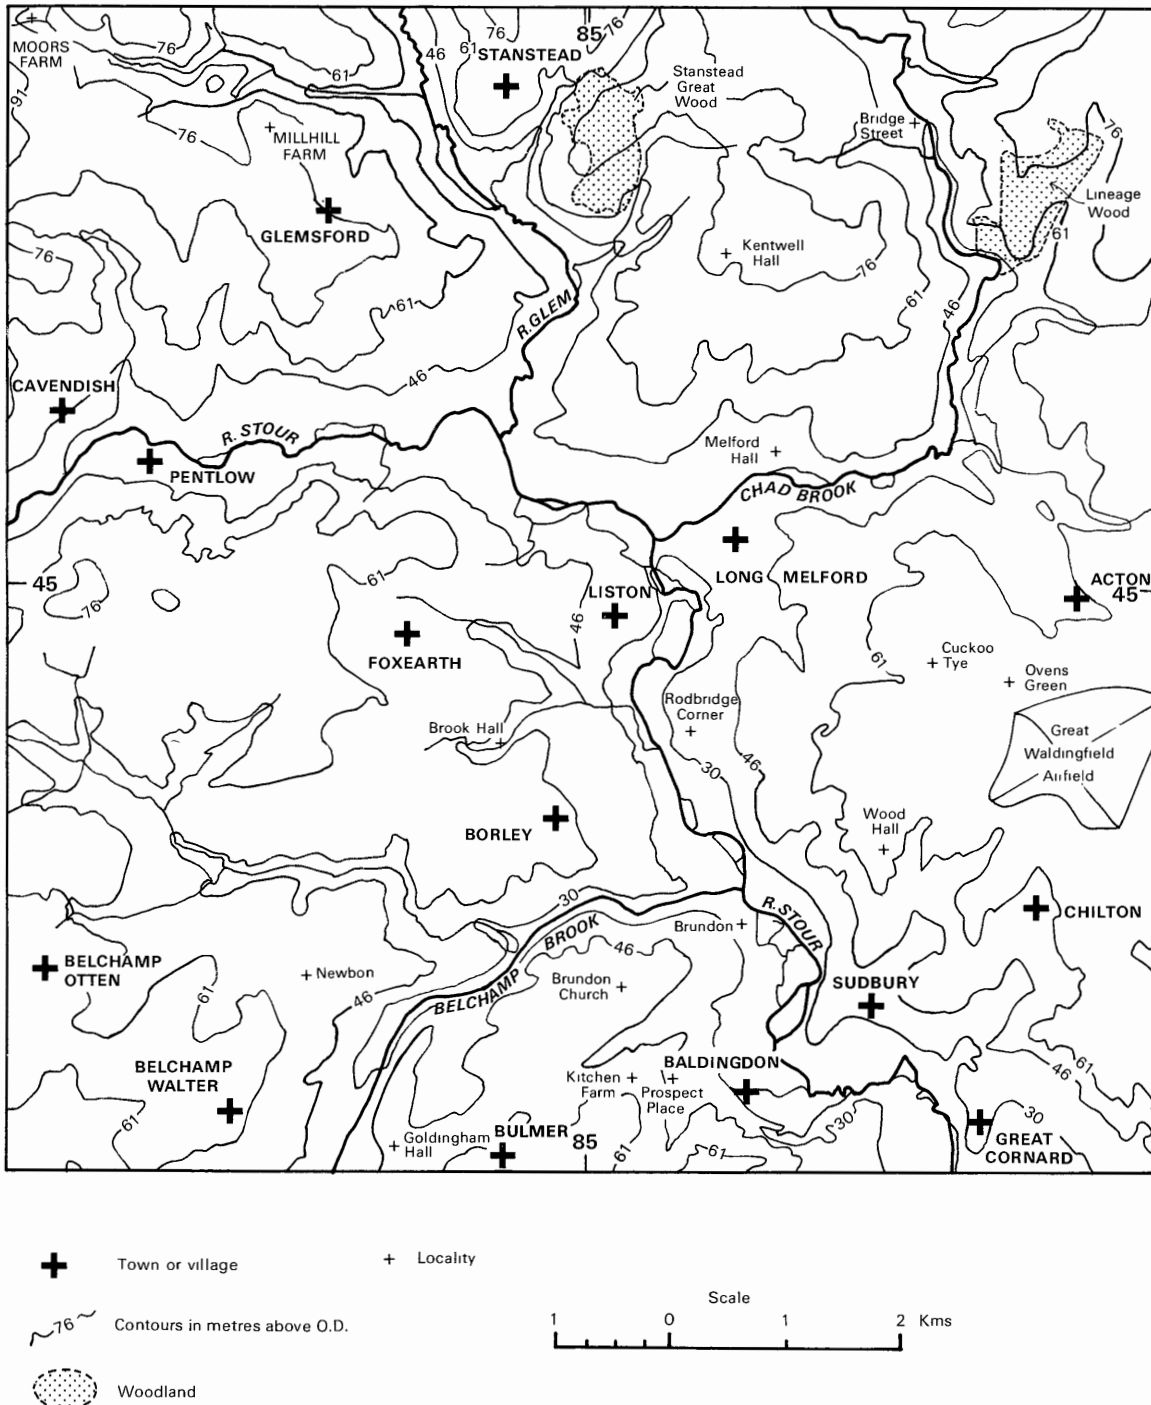 MOORS
FARM
76
91
61
46
61
76
STANSTEAD
85
76
Stanstead
Great
Wood
Bridge
Street
76
Lineage
Wood
61
76
MILLHILL
FARM
GLEMSFORD
76
Kentwell
Hall
76
61
46
61
R. GLEM
46
CAVENDISH
R. STOUR
PENTLOW
Melford
Hall
CHAD BROOK
45
76
61
LISTON
46
LONG MELFORD
ACTON
45
FOXEARTH
61
Cuckoo
Tye
Ovens
Green
Rodbridge
Corner
Brook Hall
Great
Waldingfield
Airfield
46
30
Wood
Hall
BORLEY
30
R. STOUR
CHILTON
BROOK
Brundon
46
BELCHAMP
OTTEN
61
Newbon
46
BELCHAMP
Brundon
Church
SUDBURY
BELCHAMP
WALTER
BALDINGDON
61
46
Kitchen
Farm
Prospect
Place
30
30
61
Goldingham
Hall
BULMER
85
61
61
GREAT
CORNARD
Town or village
Locality
Scale
76
Contours in metres above O.D.
1 0 1 2 Kms
Woodland